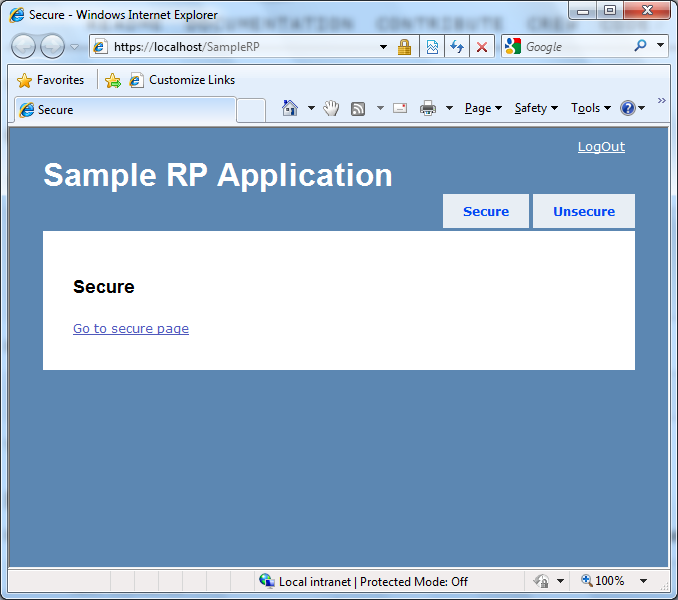 Secure - Windows Internet Explorer
https://localhost/SampleRP
Google
Favorites
Customize Links
Secure
Page
Safety
Tools
»
LogOut
Sample RP Application
Secure
Unsecure
Secure
Go to secure page
Local intranet | Protected Mode: Off
100%